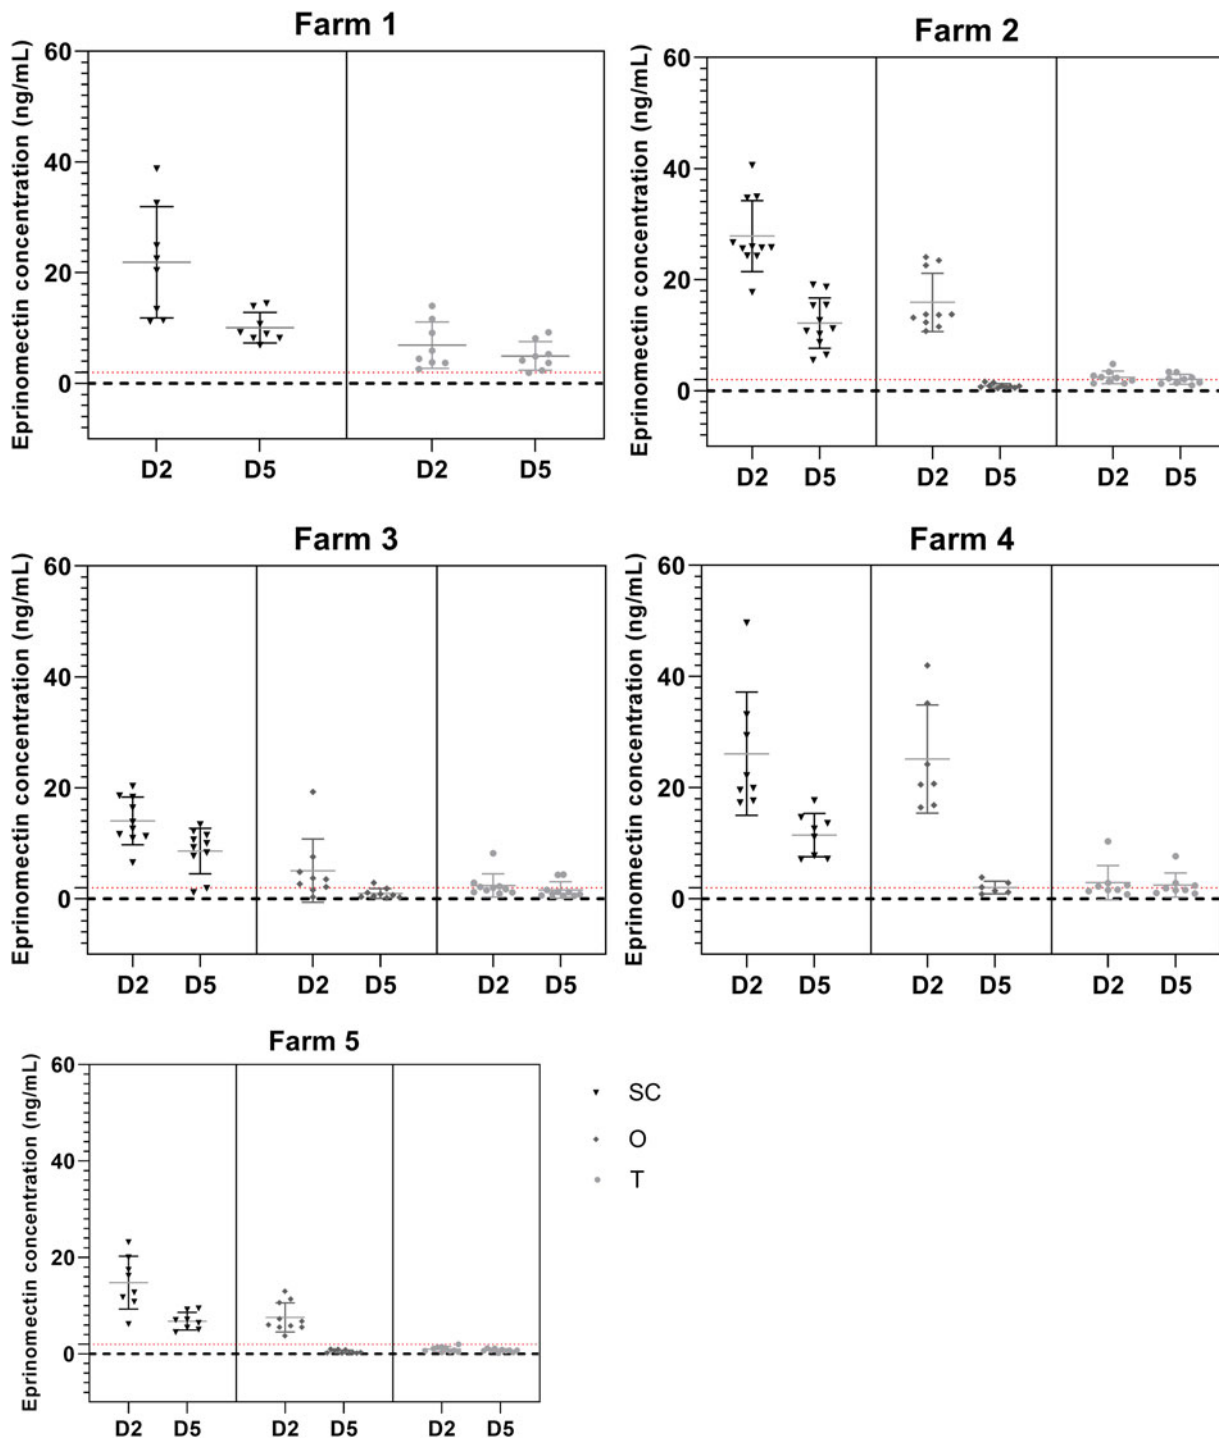 Farm 1
Eprinomectin concentration (ng/mL)
60
40
20
0
D2 D5 D2 D5
Farm 2
Eprinomectin concentration (ng/mL)
60
40
20
0
D2 D5 D2 D5 D2 D5
Farm 3
Eprinomectin concentration (ng/mL)
60
40
20
0
D2 D5 D2 D5 D2 D5
Farm 4
Eprinomectin concentration (ng/mL)
60
40
20
0
D2 D5 D2 D5 D2 D5
Farm 5
Eprinomectin concentration (ng/mL)
60
40
20
0
D2 D5 D2 D5 D2 D5
SC
O
T